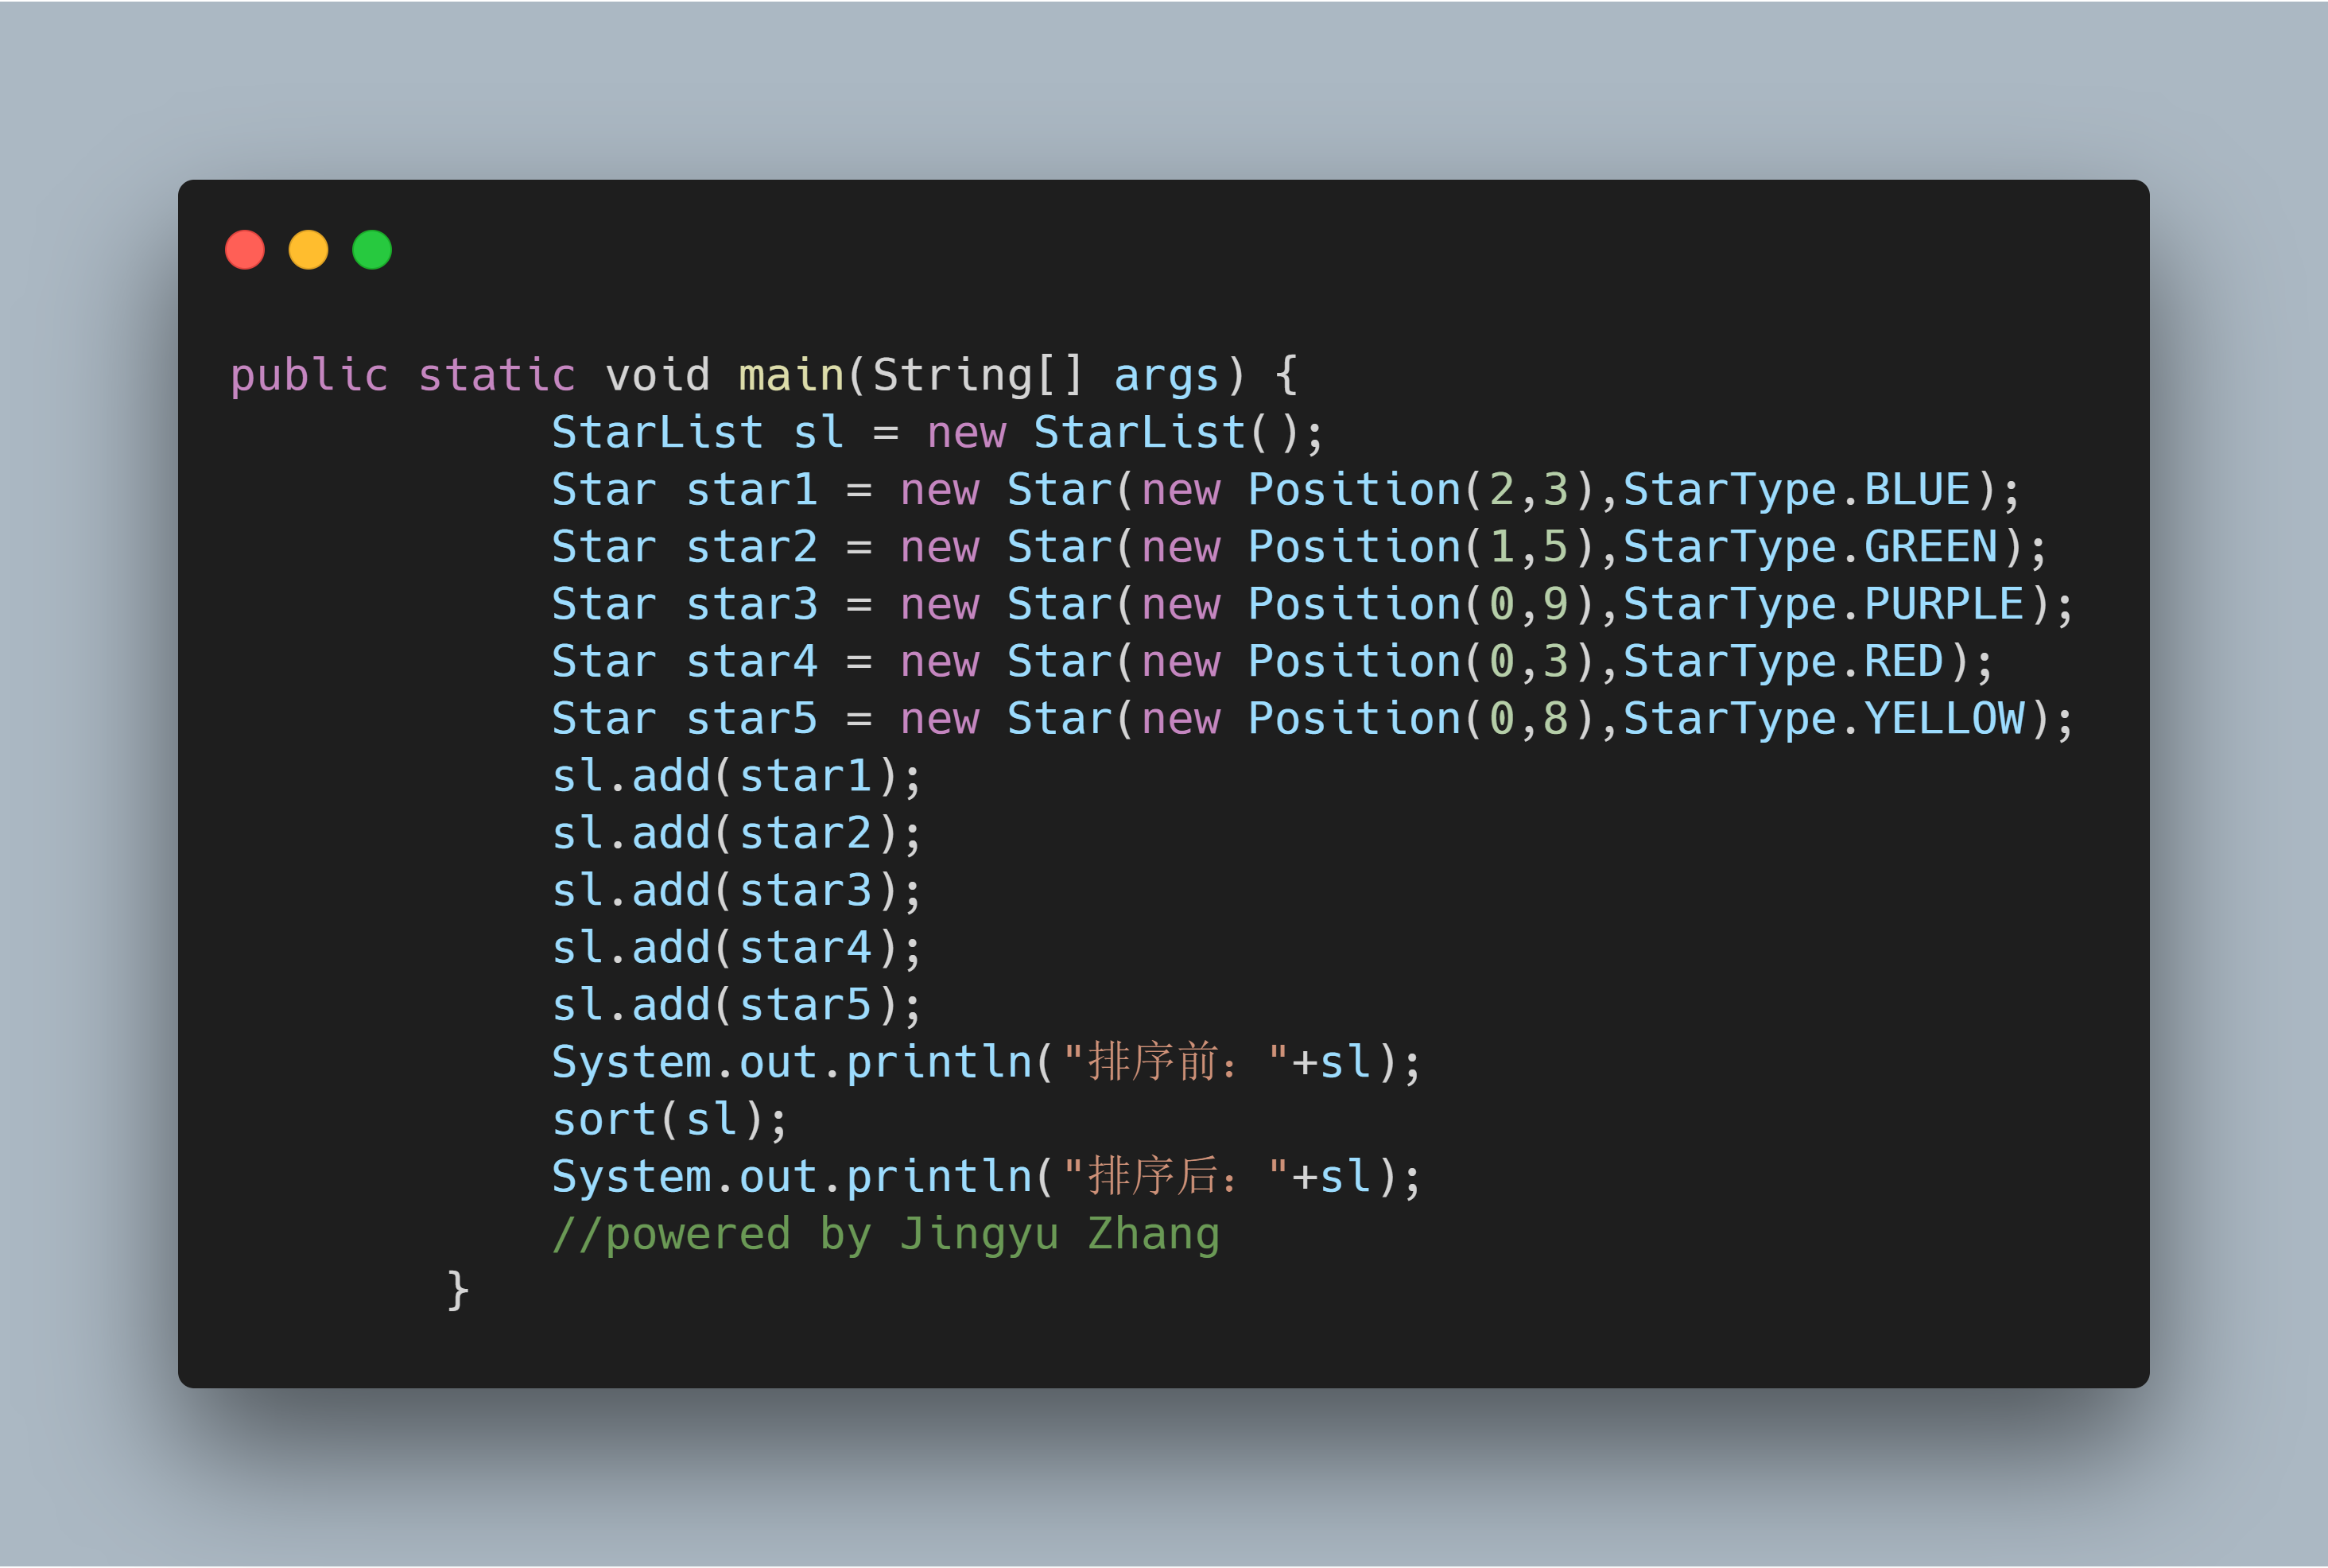 public static void main(String[] args) {
            StarList sl = new StarList();
            Star star1 = new Star(new Position(2,3),StarType.BLUE);
            Star star2 = new Star(new Position(1,5),StarType.GREEN);
            Star star3 = new Star(new Position(0,9),StarType.PURPLE);
            Star star4 = new Star(new Position(0,3),StarType.RED);
            Star star5 = new Star(new Position(0,8),StarType.YELLOW);
            sl.add(star1);
            sl.add(star2);
            sl.add(star3);
            sl.add(star4);
            sl.add(star5);
            System.out.println("排序前："+sl);
            sort(sl);
            System.out.println("排序后："+sl);
            //powered by Jingyu Zhang
        }